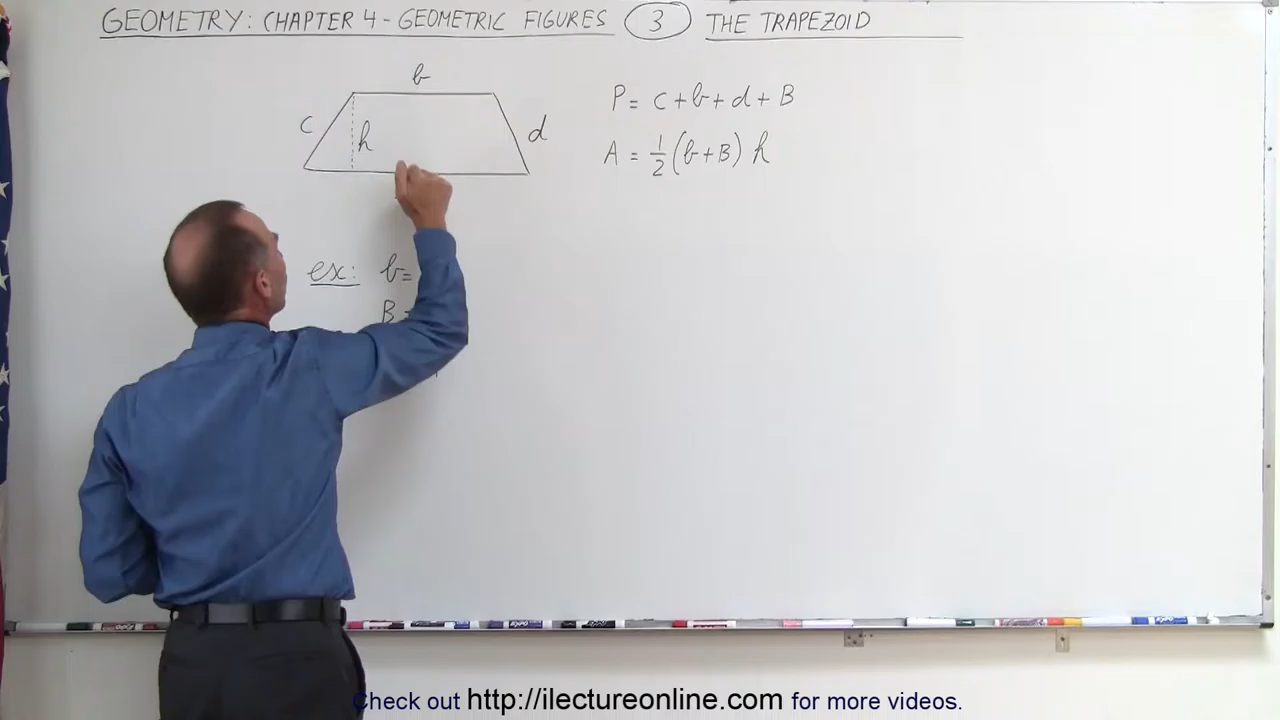 GEOMETRY: CHAPTER 4 - GEOMETRIC FIGURES 3 THE TRAPEZOID
b
P = c + b + d + B
c
h
d
A = 1/2 (b + B) h
ex: b =
B =
EXPO
Check out http://ilectureonline.com for more videos.